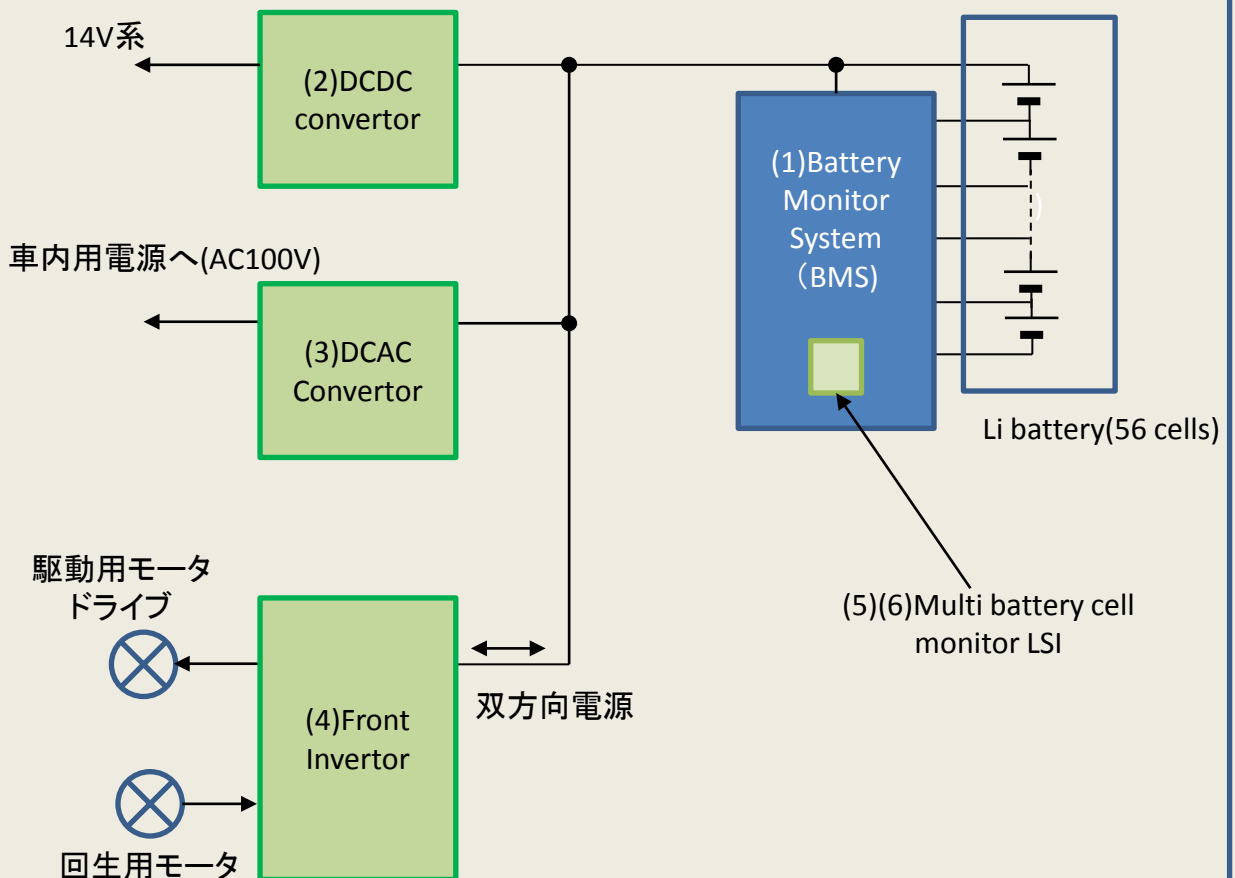 14V系
(2)DCDC
convertor
(1)Battery
Monitor
System
（BMS)
)
車内用電源へ(AC100V)
(3)DCAC
Convertor
Li battery(56 cells)
駆動用モータ
ドライブ
(4)Front
Invertor
双方向電源
(5)(6)Multi battery cell
monitor LSI
回生用モータ